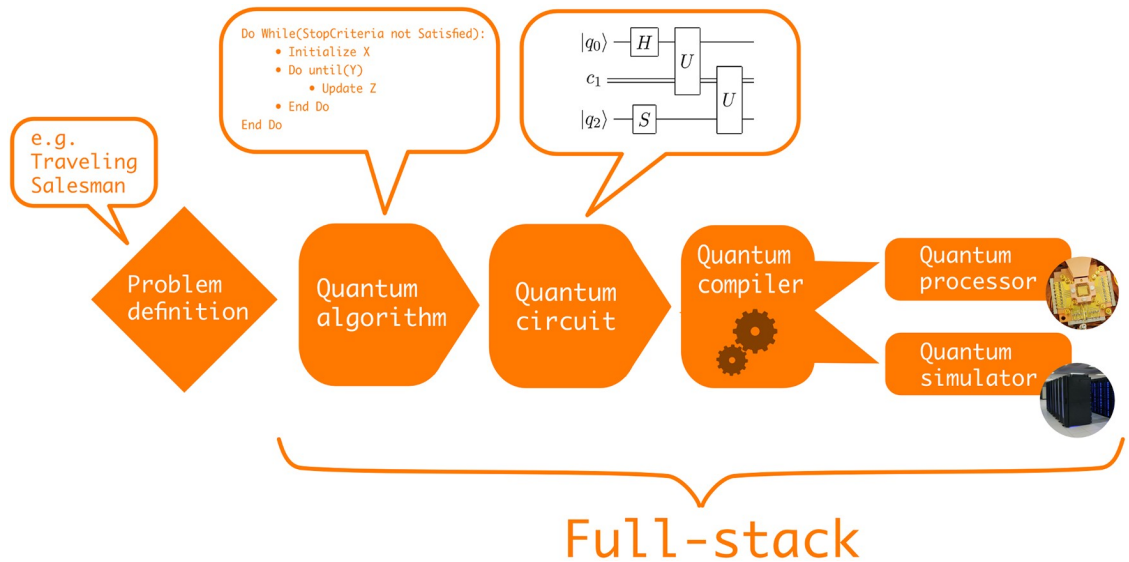 e.g.
Traveling
Salesman
Do While(StopCriteria not Satisfied):
• Initialize X
• Do until(Y)
• Update Z
• End Do
End Do
|q₀⟩ H
U
c₁
U
|q₂⟩ S
Problem
definition
Quantum
algorithm
Quantum
circuit
Quantum
compiler
Quantum
processor
Quantum
simulator
Full-stack